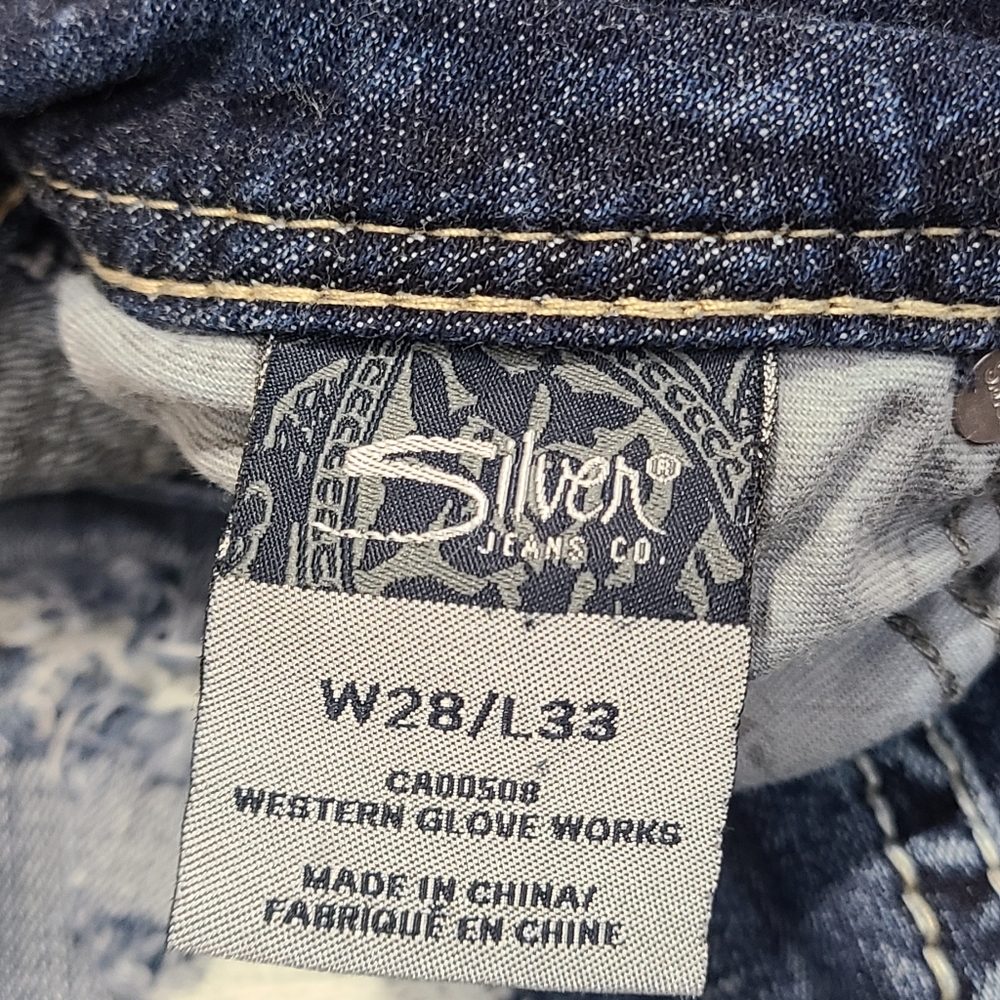 Silver®
JEANS CO.
W28/L33
CA00508
WESTERN GLOVE WORKS
MADE IN CHINA/
FABRIQUÉ EN CHINE